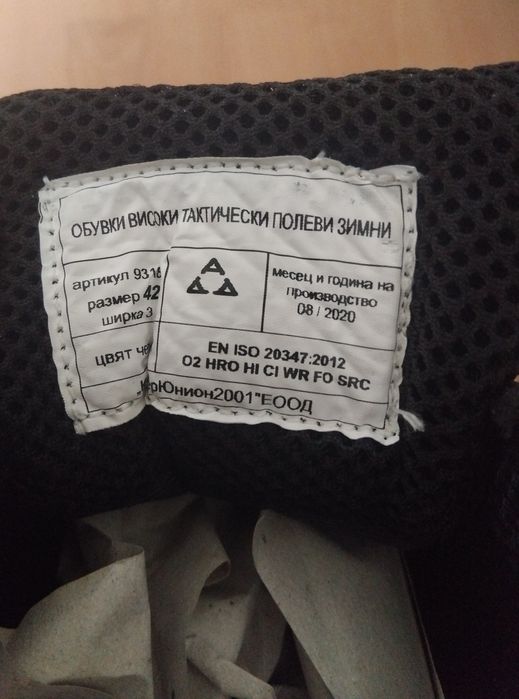 ОБУВКИ ВИСОКИ ТАКТИЧЕСКИ ПОЛЕВИ ЗИМНИ
артикул
размер 42
ширка 3
месец и година на
производство
08 / 2020
ЦВЯТ
EN ISO 20347:2012
O2 HRO HI CI WR FO SRC